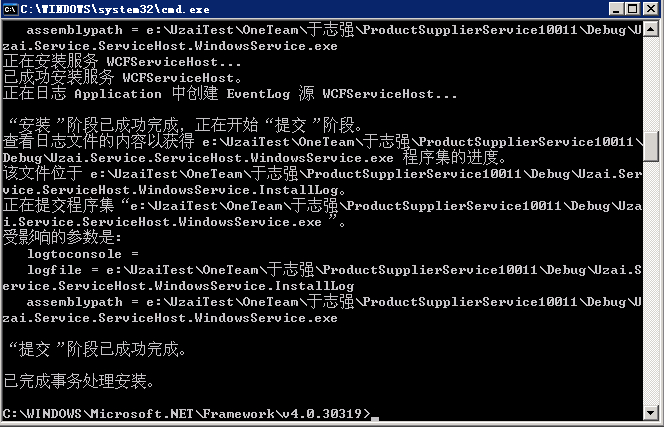 C:\WINDOWS\system32\cmd.exe
assemblypath = e:\UzaiTest\OneTeam\于志强\ProductSupplierService10011\Debug\U
zai.Service.ServiceHost.WindowsService.exe
正在安装服务 WCFServiceHost...
已成功安装服务 WCFServiceHost。
正在日志 Application 中创建 EventLog 源 WCFServiceHost...
“安装”阶段已成功完成，正在开始“提交”阶段。
查看日志文件的内容以获得 e:\UzaiTest\OneTeam\于志强\ProductSupplierService10011\
Debug\Uzai.Service.ServiceHost.WindowsService.exe 程序集的进度。
该文件位于 e:\UzaiTest\OneTeam\于志强\ProductSupplierService10011\Debug\Uzai.Ser
vice.ServiceHost.WindowsService.InstallLog。
正在提交程序集“e:\UzaiTest\OneTeam\于志强\ProductSupplierService10011\Debug\Uza
i.Service.ServiceHost.WindowsService.exe”。
受影响的参数是:
logtoconsole =
logfile = e:\UzaiTest\OneTeam\于志强\ProductSupplierService10011\Debug\Uzai.S
ervice.ServiceHost.WindowsService.InstallLog
assemblypath = e:\UzaiTest\OneTeam\于志强\ProductSupplierService10011\Debug\U
zai.Service.ServiceHost.WindowsService.exe
“提交”阶段已成功完成。
已完成事务处理安装。
C:\WINDOWS\Microsoft.NET\Framework\v4.0.30319>_